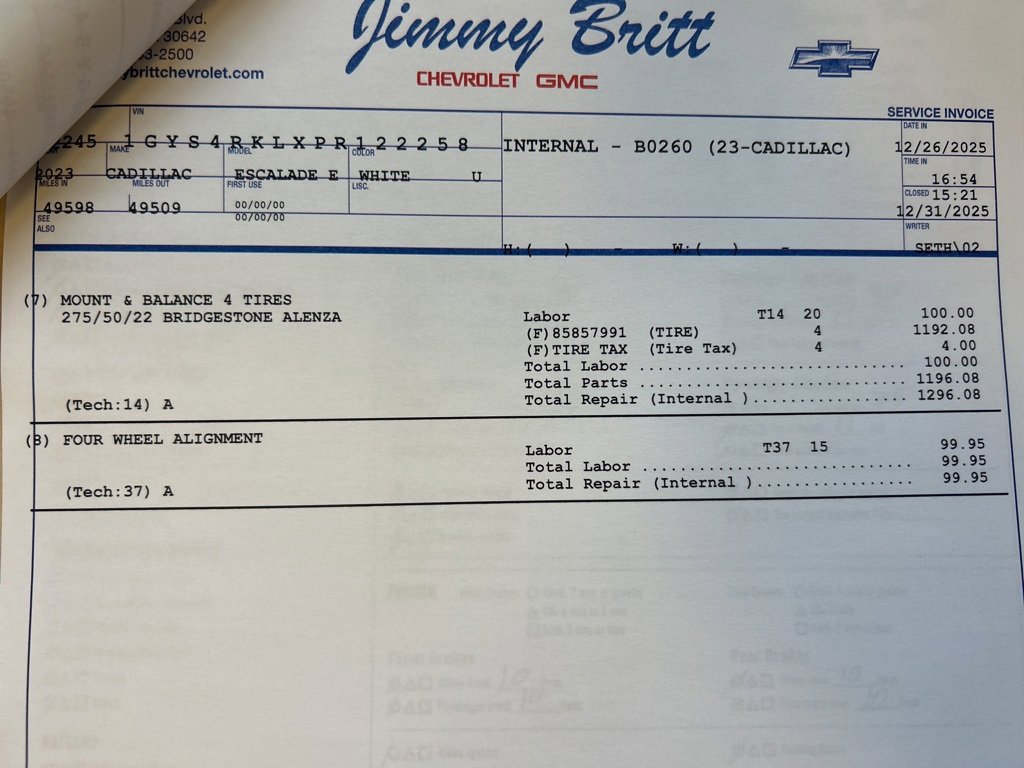 Blvd.
30642
-2500
brittchevrolet.com
Jimmy Britt
CHEVROLET GMC
SERVICE INVOICE
VIN
DATE IN
245 1GYS4RKLXPR122258
INTERNAL - B0260 (23-CADILLAC)
12/26/2025
MAKE MODEL COLOR
TIME IN
2023 CADILLAC ESCALADE E WHITE U
16:54
MILES IN MILES OUT FIRST USE LISC.
CLOSED 15:21
49598 49509 00/00/00
12/31/2025
00/00/00
SEE ALSO
WRITER
H:( ) - W:( ) -
SETH\02
(7) MOUNT & BALANCE 4 TIRES
275/50/22 BRIDGESTONE ALENZA
Labor T14 20 100.00
(F)85857991 (TIRE) 4 1192.08
(F)TIRE TAX (Tire Tax) 4 4.00
Total Labor ............................ 100.00
Total Parts ............................ 1196.08
(Tech:14) A
Total Repair (Internal )................ 1296.08
(8) FOUR WHEEL ALIGNMENT
Labor T37 15 99.95
Total Labor ............................ 99.95
(Tech:37) A
Total Repair (Internal )................ 99.95